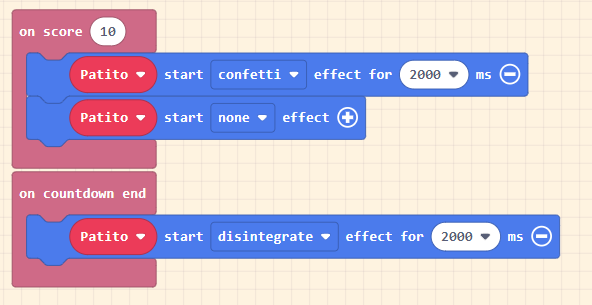 on score 10
Patito start confetti effect for 2000 ms
Patito start none effect
on countdown end
Patito start disintegrate effect for 2000 ms